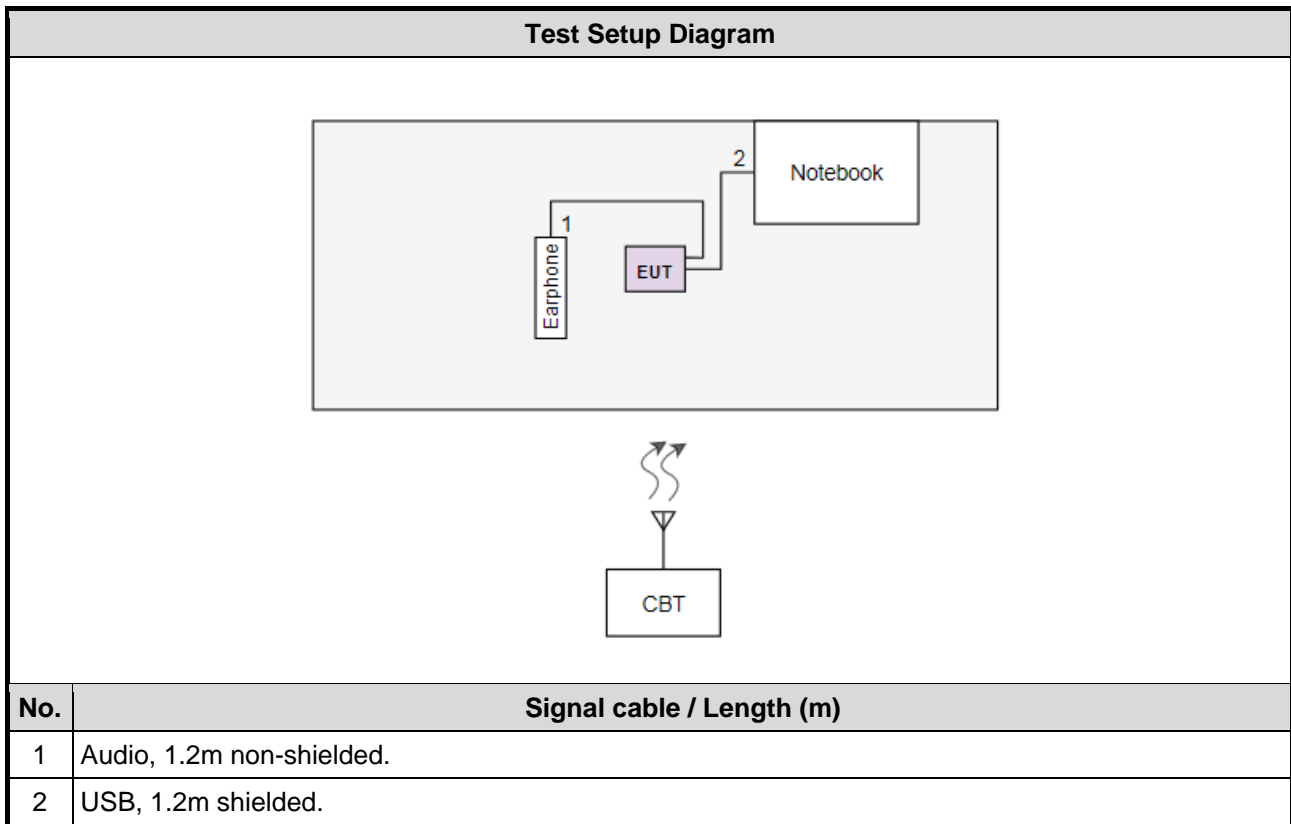 Test Setup Diagram
2
Notebook
1
Earphone
EUT
CBT
No. Signal cable / Length (m)
1 Audio, 1.2m non-shielded.
2 USB, 1.2m shielded.